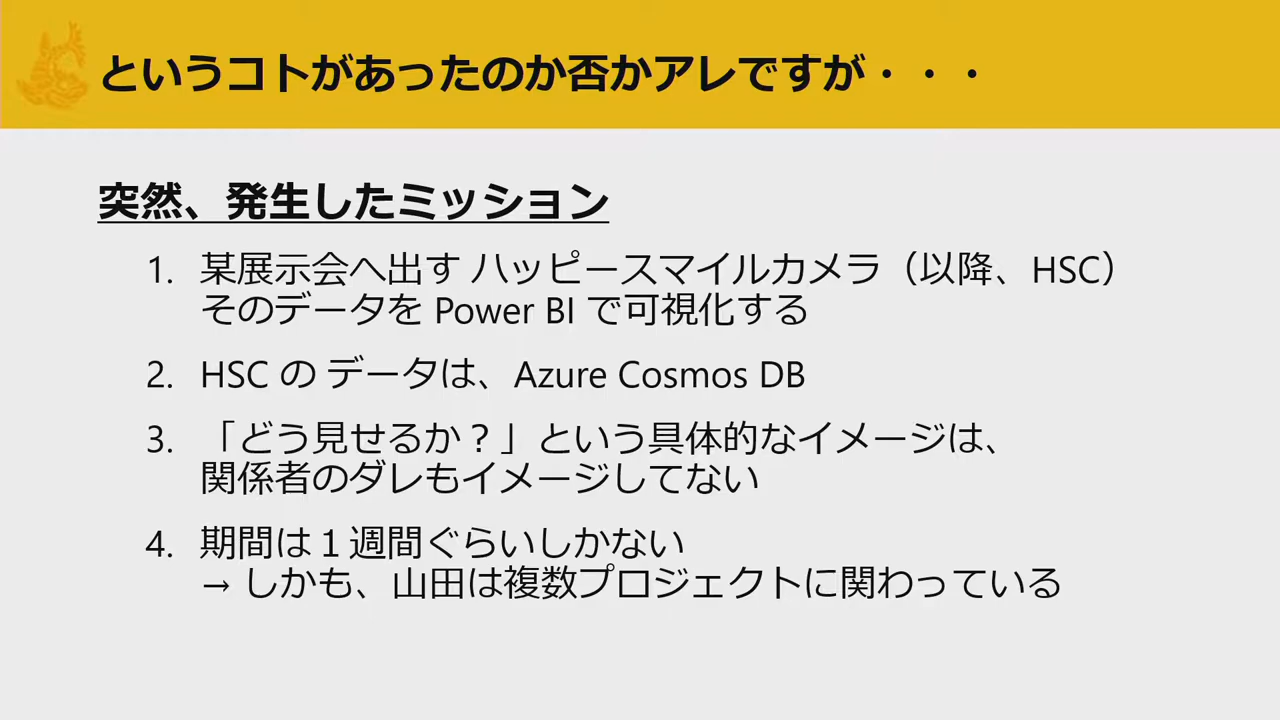 というコトがあったのか否かアレですが・・・
突然、発生したミッション
1. 某展示会へ出す ハッピースマイルカメラ（以降、HSC）
そのデータを Power BI で可視化する
2. HSC の データは、Azure Cosmos DB
3. 「どう見せるか？」という具体的なイメージは、
関係者のダレもイメージしてない
4. 期間は１週間ぐらいしかない
→ しかも、山田は複数プロジェクトに関わっている